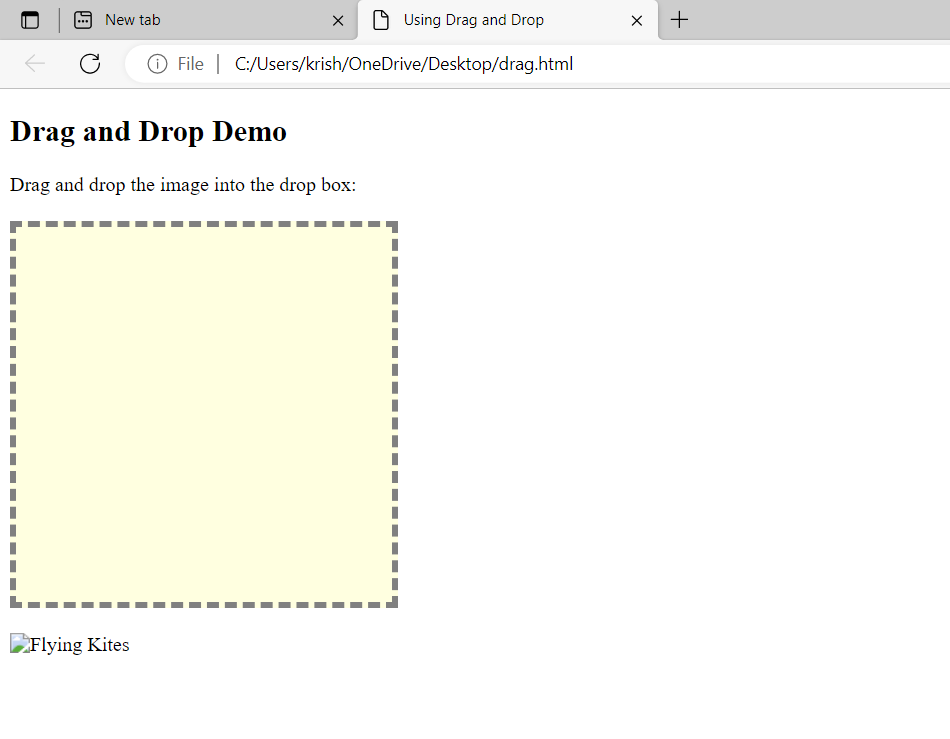 New tab
Using Drag and Drop
File
C:/Users/krish/OneDrive/Desktop/drag.html
Drag and Drop Demo
Drag and drop the image into the drop box:
Flying Kites